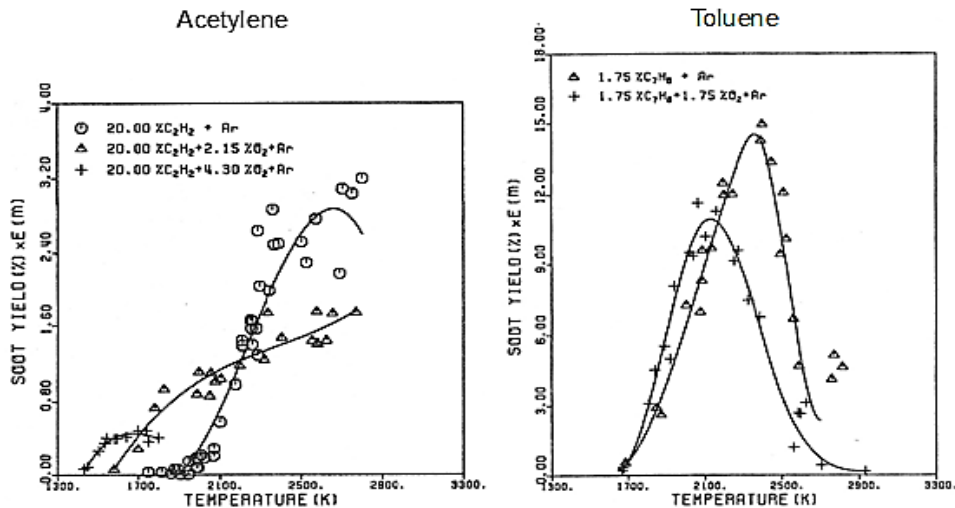 Acetylene
Toluene
4.00
3.20
2.40
1.60
0.80
0.00
SOOT YIELD(%)xE(m)
20.00 %C₂H₂ + Ar
20.00 %C₂H₂+2.15 %O₂+Ar
20.00 %C₂H₂+4.30 %O₂+Ar
1300. 1700. 2100. 2500. 2900. 3300.
TEMPERATURE(K)
18.00
15.00
12.00
9.00
6.00
3.00
0.00
SOOT YIELD(%)xE(m)
1.75 %C₇H₈ + Ar
1.75 %C₇H₈+1.75 %O₂+Ar
1300. 1700. 2100. 2500. 2900. 3300.
TEMPERATURE(K)